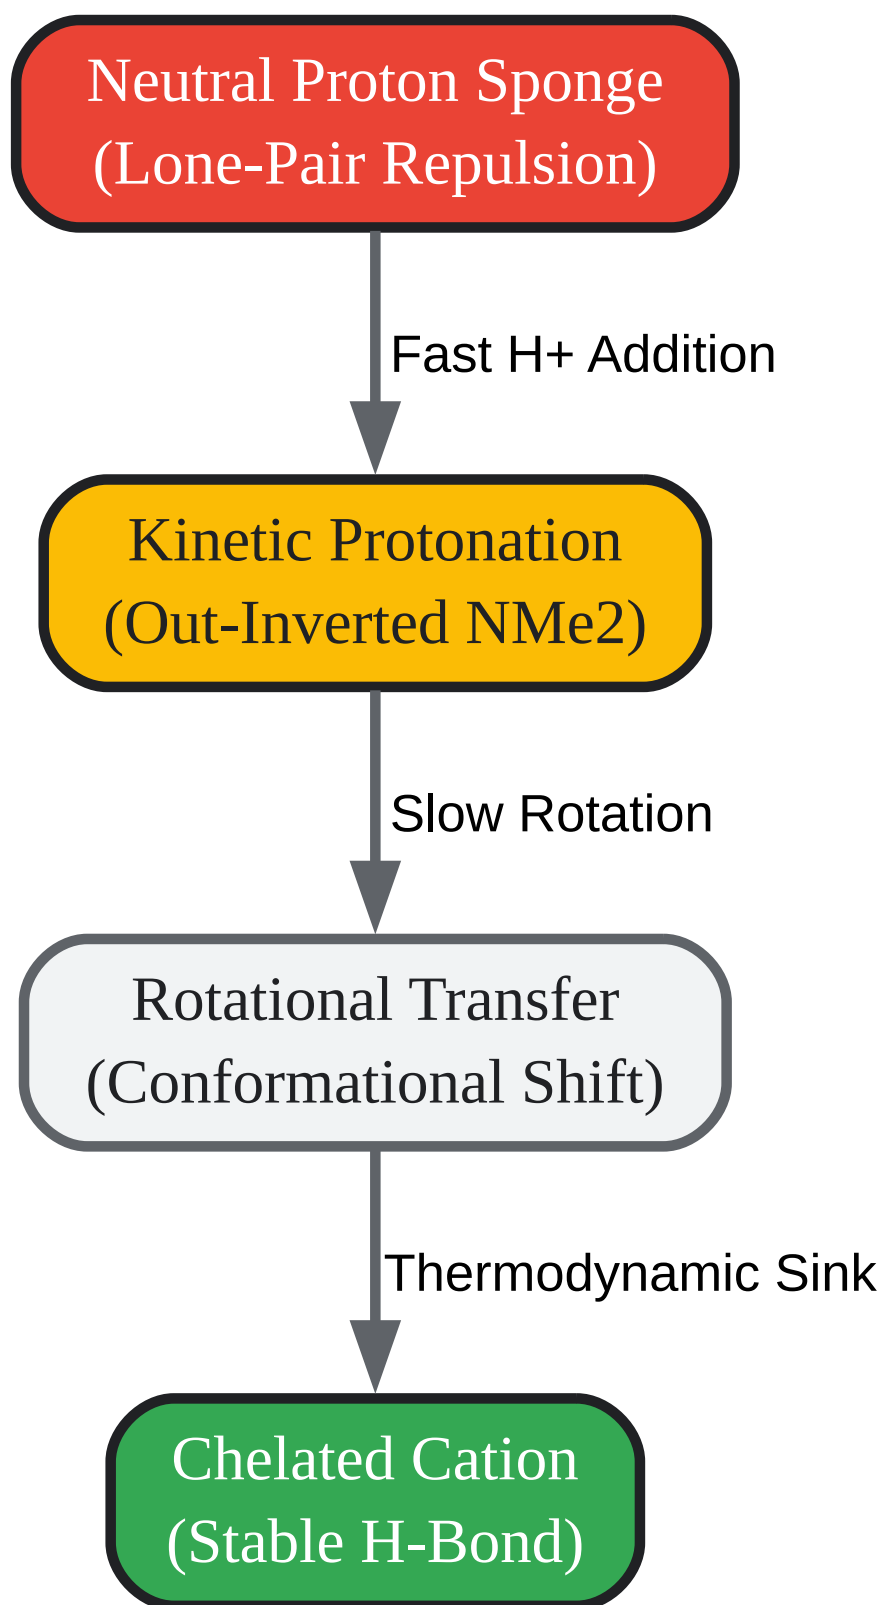 Neutral Proton Sponge
(Lone-Pair Repulsion)
Fast H+ Addition
Kinetic Protonation
(Out-Inverted NMe2)
Slow Rotation
Rotational Transfer
(Conformational Shift)
Thermodynamic Sink
Chelated Cation
(Stable H-Bond)